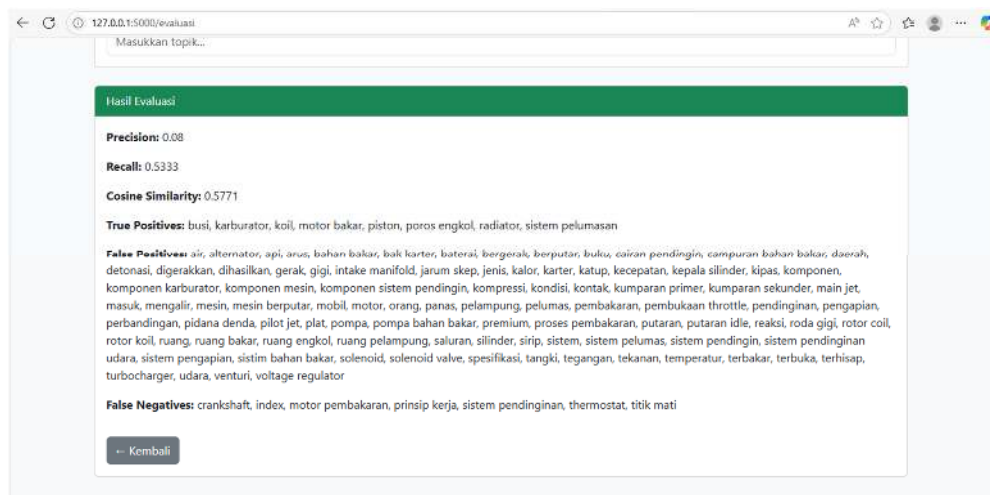 127.0.0.1:5000/evaluasi
Masukkan topik...
Hasil Evaluasi
Precision: 0.08
Recall: 0.5333
Cosine Similarity: 0.5771
True Positives: busi, karburator, koil, motor bakar, piston, poros engkol, radiator, sistem pelumasan
False Positives: air, alternator, api, arus, bahan bakar, bak karter, baterai, bergerak, berputar, buku, cairan pendingin, campuran bahan bakar, daerah,
detonasi, digerakkan, dihasilkan, gerak, gigi, intake manifold, jarum skep, jenis, kalor, karter, katup, kecepatan, kepala silinder, kipas, komponen,
komponen karburator, komponen mesin, komponen sistem pendingin, kompressi, kondisi, kontak, kumparan primer, kumparan sekunder, main jet,
masuk, mengalir, mesin, mesin berputar, mobil, motor, orang, panas, pelampung, pelumas, pembakaran, pembukaan throttle, pendinginan, pengapian,
perbandingan, pidana denda, pilot jet, plat, pompa, pompa bahan bakar, premium, proses pembakaran, putaran, putaran idle, reaksi, roda gigi, rotor coil,
rotor koil, ruang, ruang bakar, ruang engkol, ruang pelampung, saluran, silinder, sirip, sistem, sistem pelumas, sistem pendingin, sistem pendinginan
udara, sistem pengapian, sistim bahan bakar, solenoid, solenoid valve, spesifikasi, tangki, tegangan, tekanan, temperatur, terbakar, terbuka, terhisap,
turbocharger, udara, venturi, voltage regulator
False Negatives: crankshaft, index, motor pembakaran, prinsip kerja, sistem pendinginan, thermostat, titik mati
← Kembali